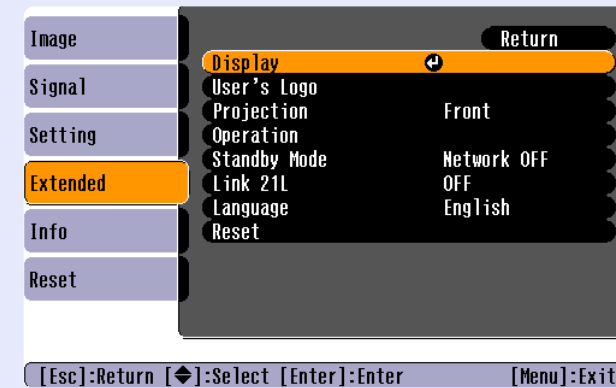 Image
Signal
Setting
Extended
Info
Reset
Return
Display
User's Logo
Projection Front
Operation
Standby Mode Network OFF
Link 21L OFF
Language English
Reset
[Esc]:Return [◆]:Select [Enter]:Enter [Menu]:Exit